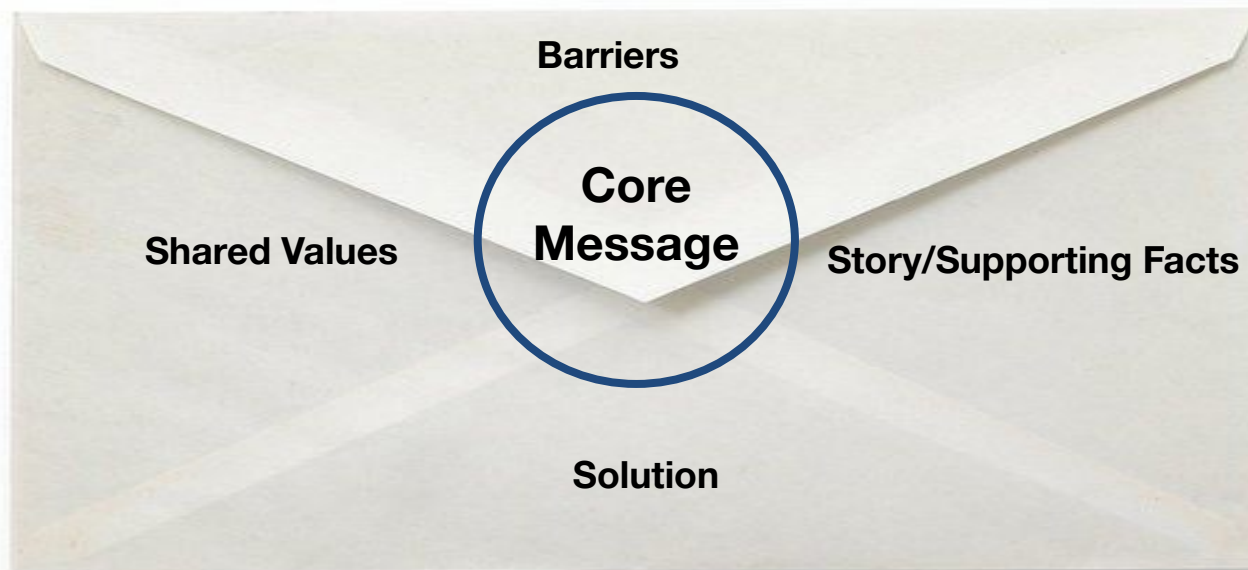 Barriers
Core
Message
Shared Values
Story/Supporting Facts
Solution